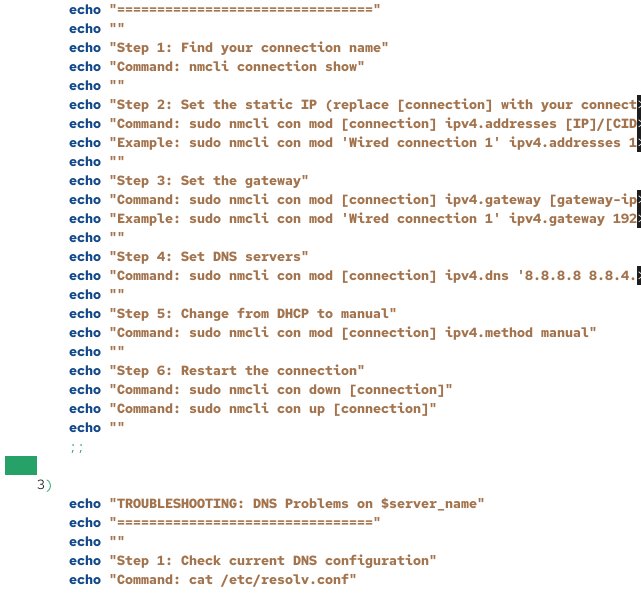 echo "================================"
echo ""
echo "Step 1: Find your connection name"
echo "Command: nmcli connection show"
echo ""
echo "Step 2: Set the static IP (replace [connection] with your connect>
echo "Command: sudo nmcli con mod [connection] ipv4.addresses [IP]/[CID>
echo "Example: sudo nmcli con mod 'Wired connection 1' ipv4.addresses 1>
echo ""
echo "Step 3: Set the gateway"
echo "Command: sudo nmcli con mod [connection] ipv4.gateway [gateway-ip>
echo "Example: sudo nmcli con mod 'Wired connection 1' ipv4.gateway 192>
echo ""
echo "Step 4: Set DNS servers"
echo "Command: sudo nmcli con mod [connection] ipv4.dns '8.8.8.8 8.8.4.>
echo ""
echo "Step 5: Change from DHCP to manual"
echo "Command: sudo nmcli con mod [connection] ipv4.method manual"
echo ""
echo "Step 6: Restart the connection"
echo "Command: sudo nmcli con down [connection]"
echo "Command: sudo nmcli con up [connection]"
echo ""
;;
3)
echo "TROUBLESHOOTING: DNS Problems on $server_name"
echo "================================"
echo ""
echo "Step 1: Check current DNS configuration"
echo "Command: cat /etc/resolv.conf"